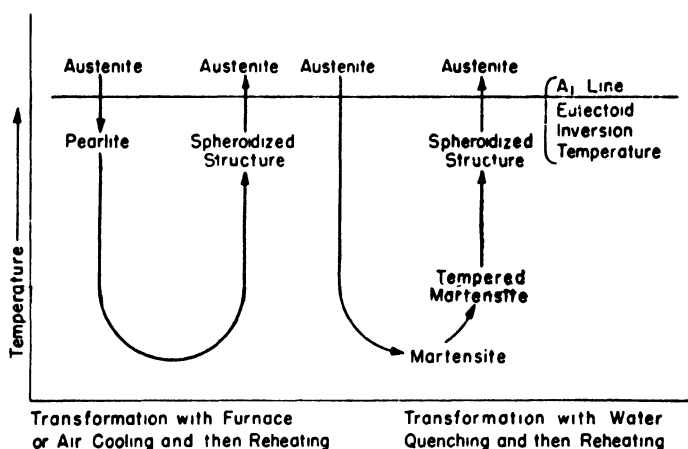 Austenite
Austenite
Austenite
Austenite
A₁ Line
Eutectoid
Inversion
Temperature
Pearlite
Spheroidized
Structure
Spheroidized
Structure
Tempered
Martensite
Martensite
Temperature
Transformation with Furnace
or Air Cooling and then Reheating
Transformation with Water
Quenching and then Reheating